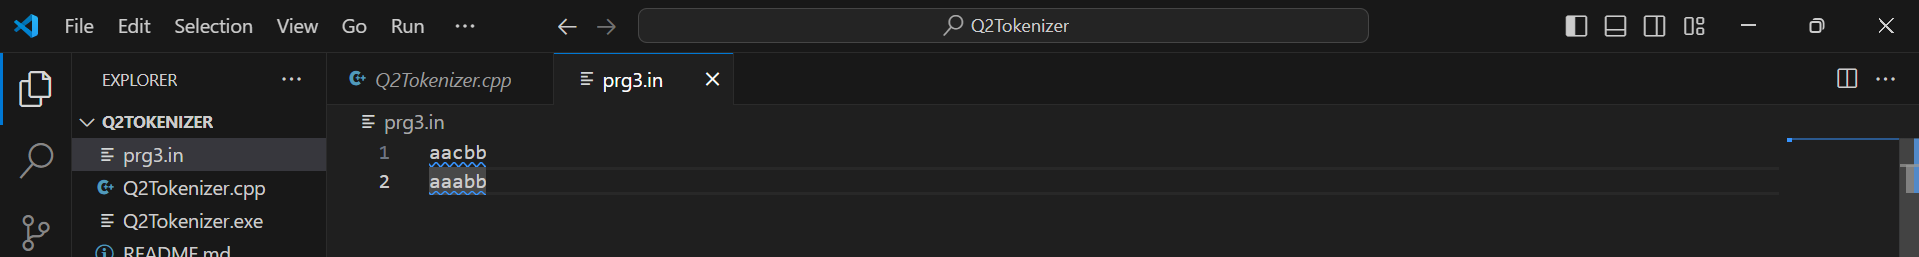 File Edit Selection View Go Run ...
Q2Tokenizer
EXPLORER ...
Q2Tokenizer.cpp
prg3.in
Q2TOKENIZER
prg3.in
Q2Tokenizer.cpp
Q2Tokenizer.exe
README.md
prg3.in
1 aacbb
2 aaabb